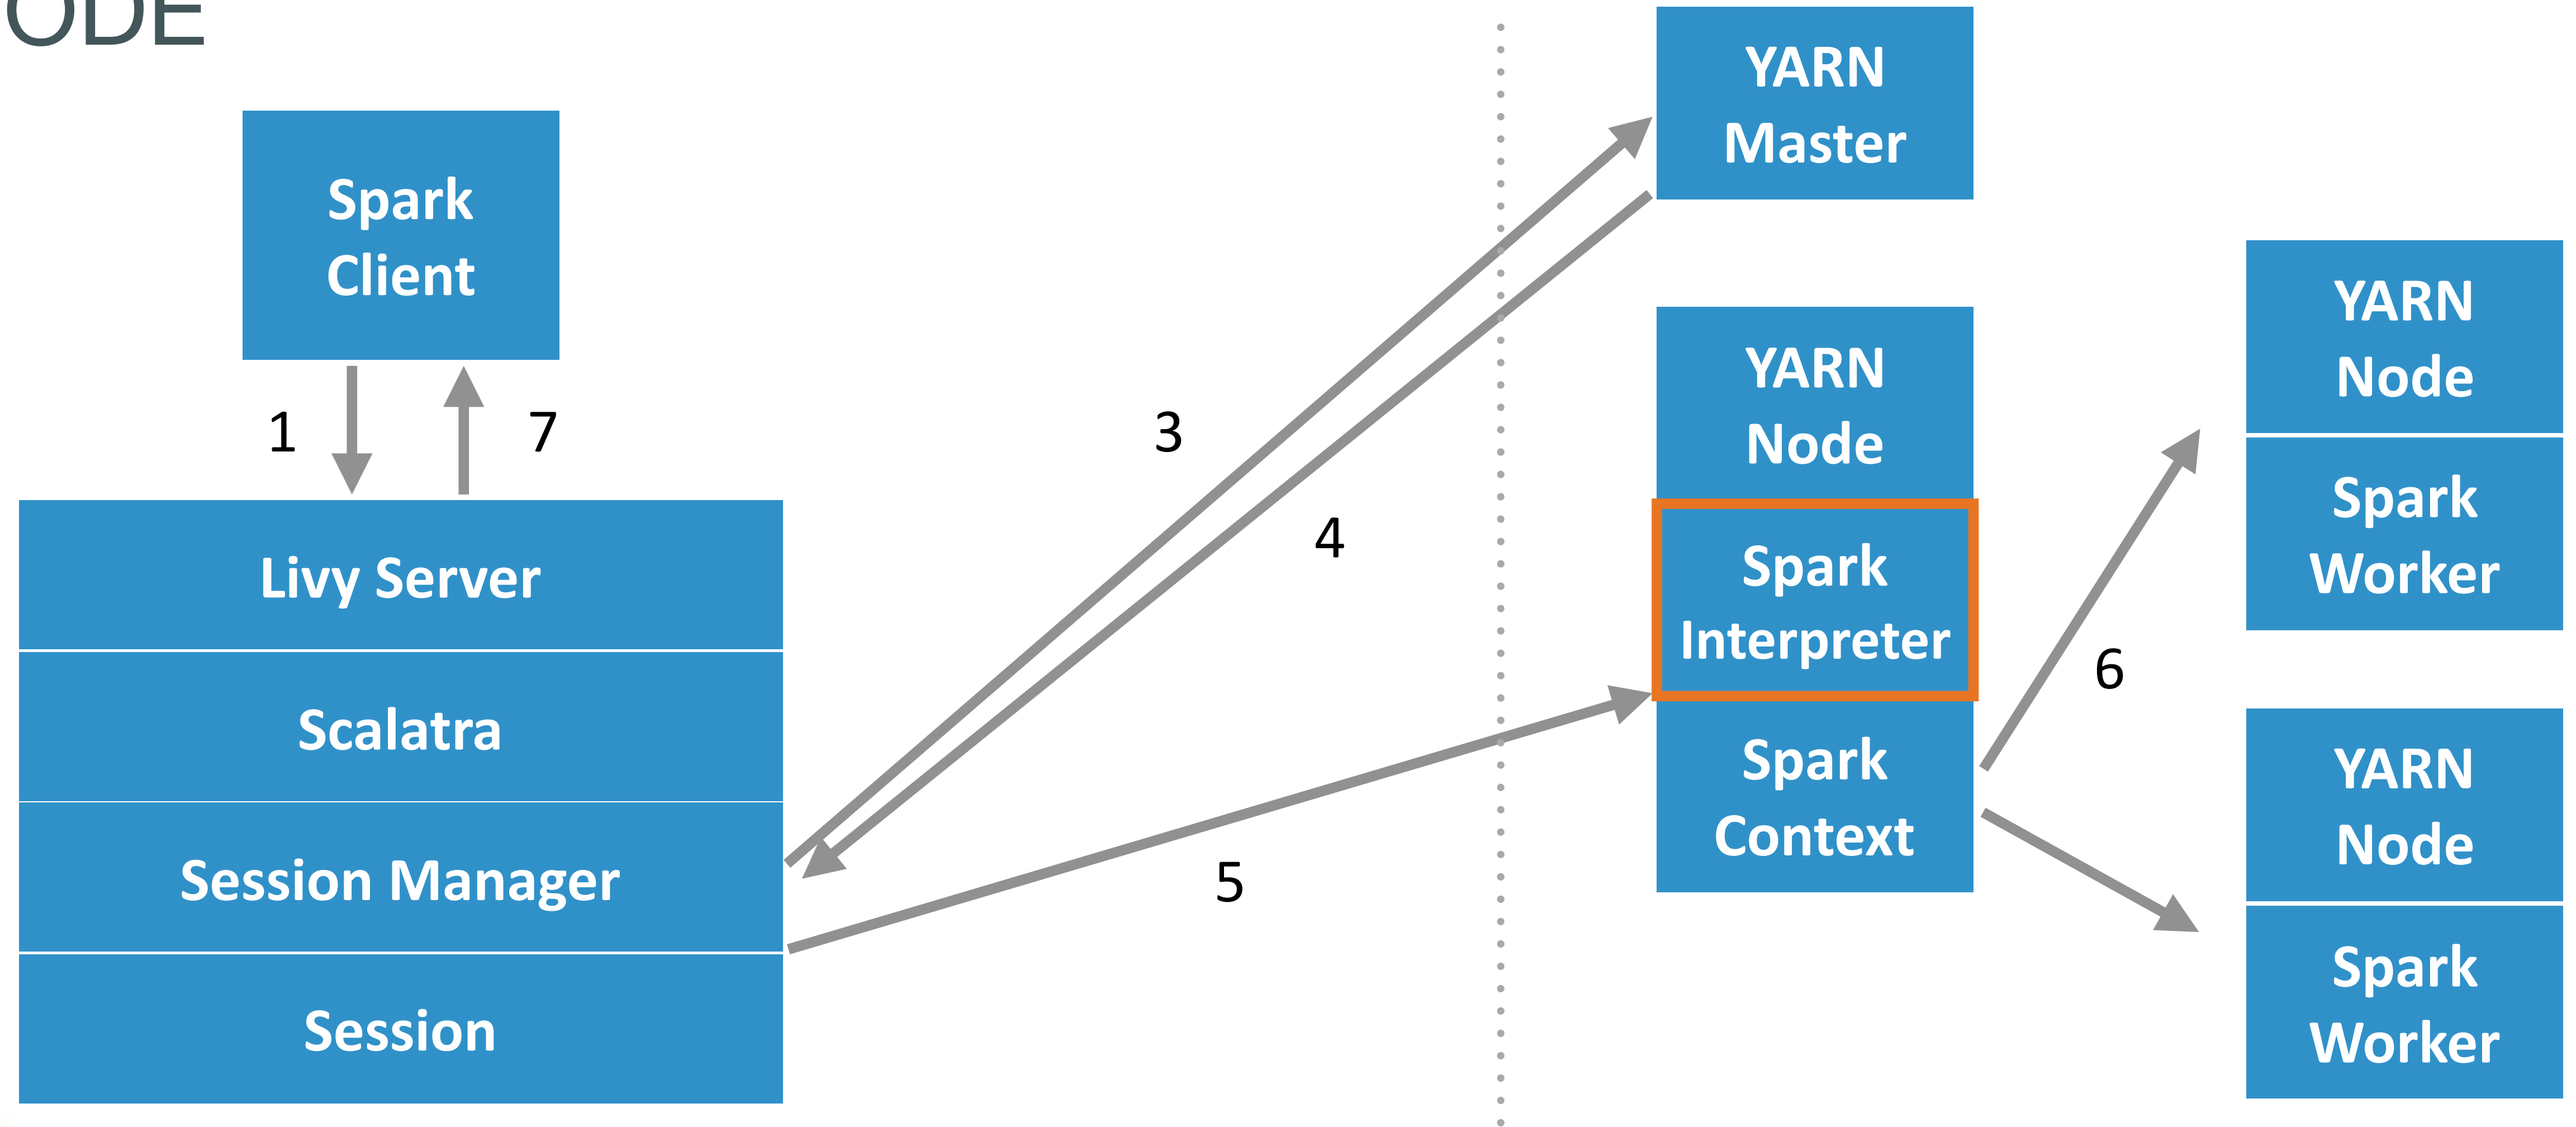 ODE
Spark
Client
1
7
Livy Server
Scalatra
Session Manager
Session
3
4
5
YARN
Master
YARN
Node
Spark
Interpreter
Spark
Context
6
YARN
Node
Spark
Worker
YARN
Node
Spark
Worker